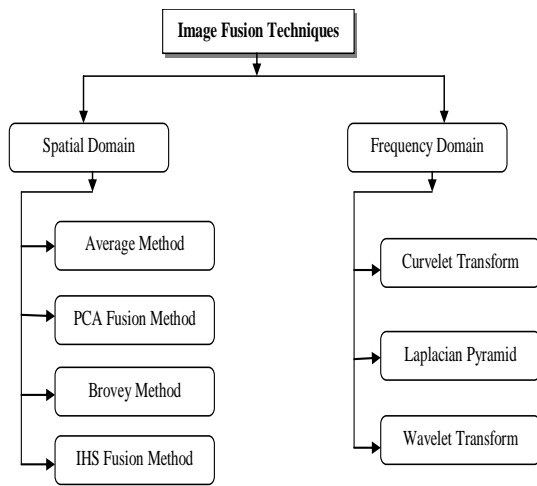 Image Fusion Techniques
Spatial Domain
Average Method
PCA Fusion Method
Brovey Method
IHS Fusion Method
Frequency Domain
Curvelet Transform
Laplacian Pyramid
Wavelet Transform